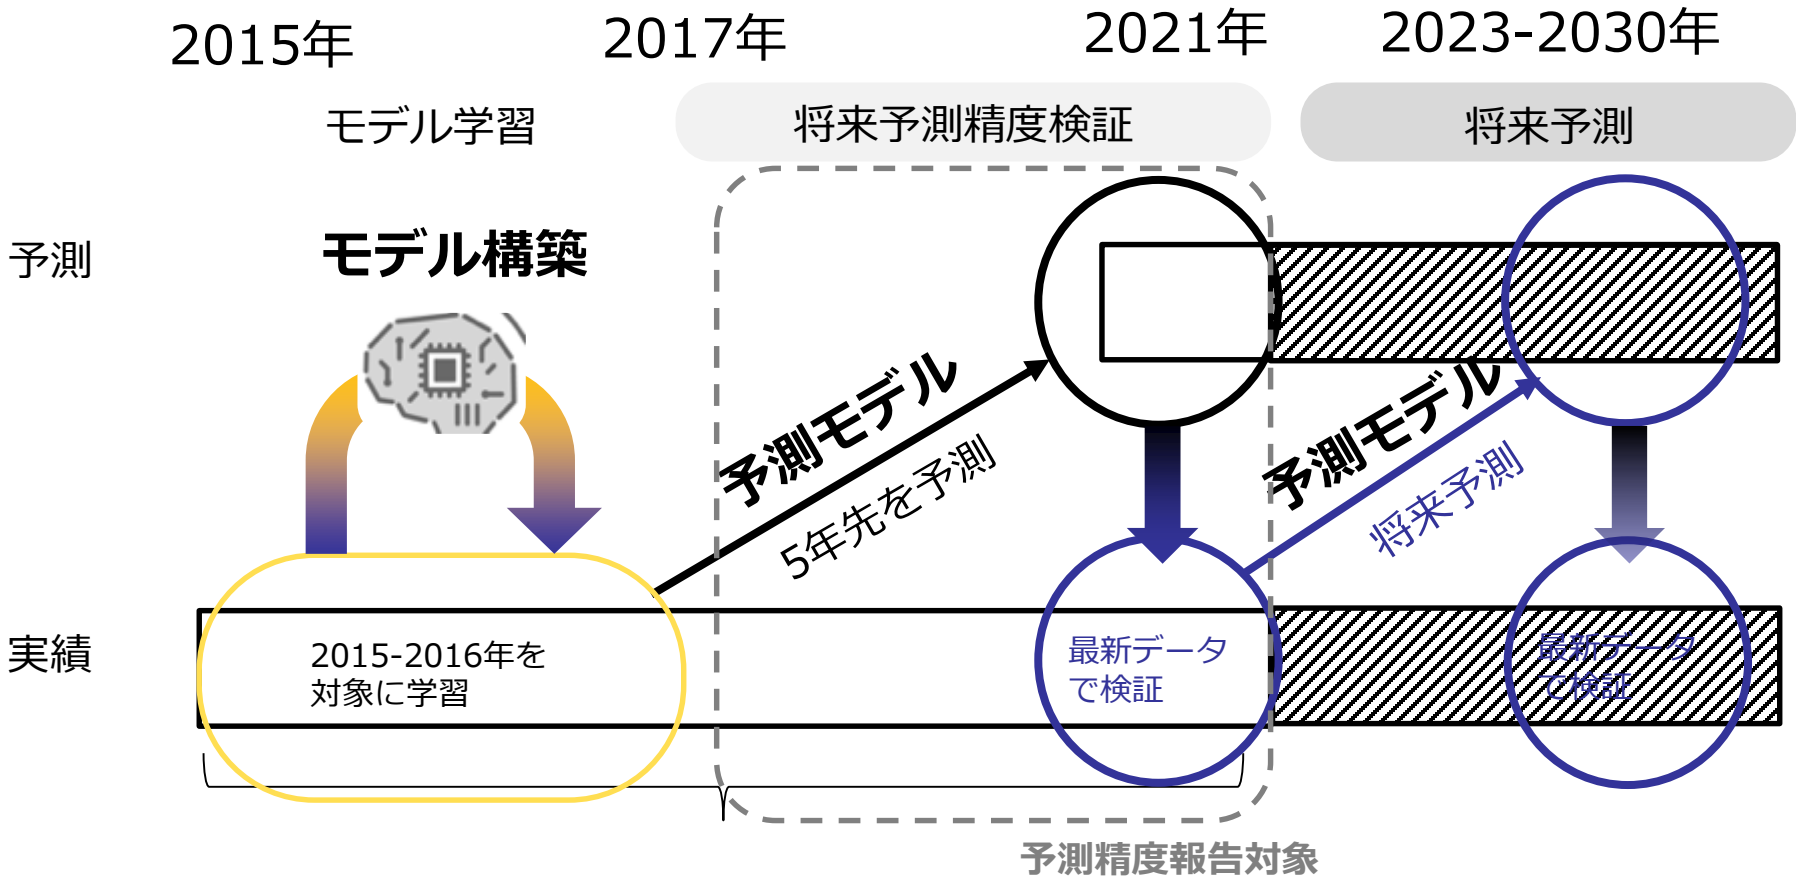 2015年
2017年
2021年
2023-2030年
モデル学習
将来予測精度検証
将来予測
予測
モデル構築
予測モデル
5年先を予測
予測モデル
将来予測
実績
2015-2016年を
対象に学習
最新データ
で検証
最新データ
で検証
予測精度報告対象